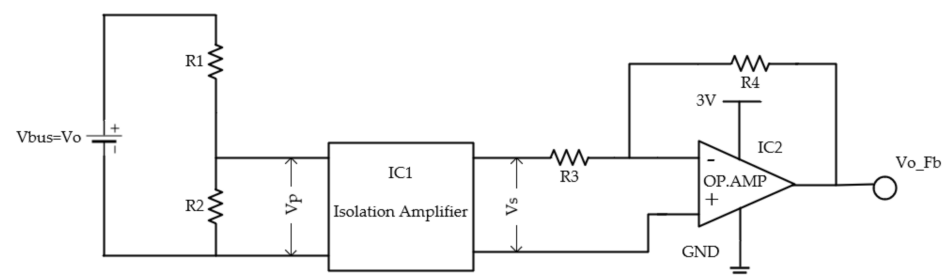 R1
R4
3V
Vbus=Vo
+
-
IC2
Vo_Fb
IC1
-
R3
OP.AMP
R2
Vp
Isolation Amplifier
Vs
+
GND